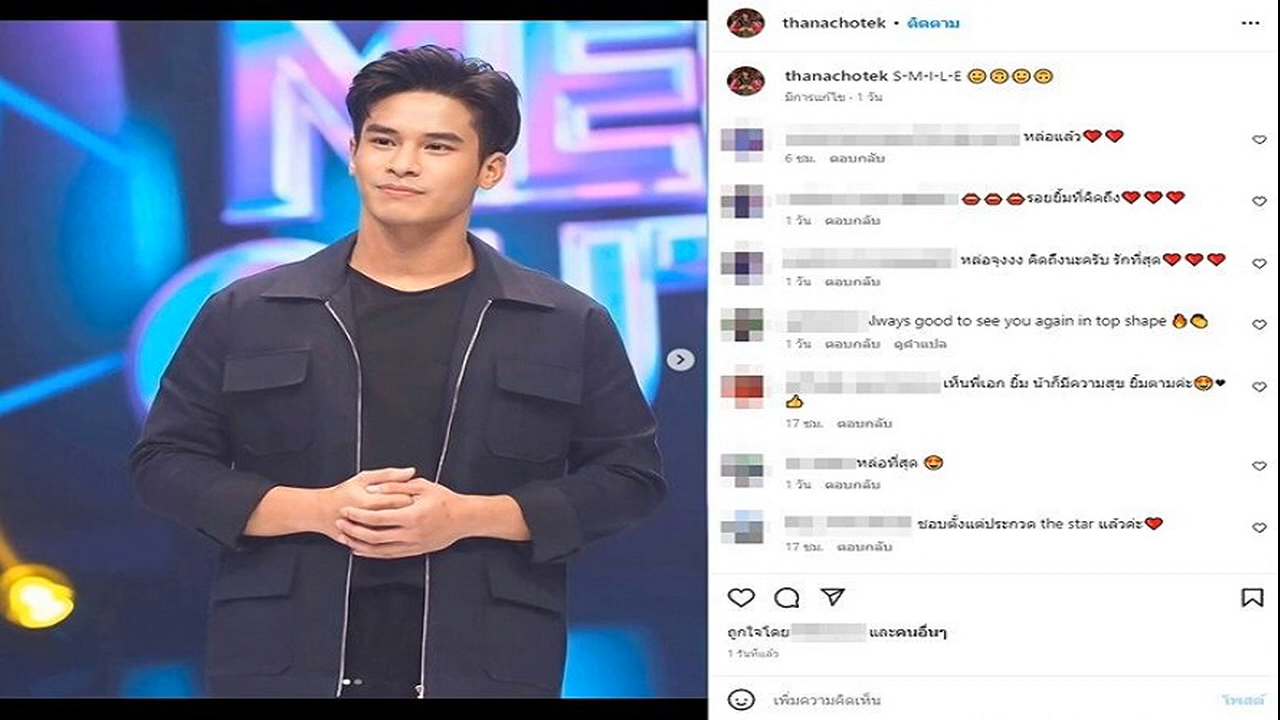 ME
OUT
thanachotek • ติดตาม
thanachotek S-M-I-L-E 🙂🙃🙂🙃
มีการแก้ไข · 1 วัน
หล่อแล้ว❤️❤️
6 ชม. ตอบกลับ
👄👄👄รอยยิ้มที่คิดถึง❤️❤️❤️
1 วัน ตอบกลับ
หล่อจุงงง คิดถึงนะครับ รักที่สุด❤️❤️❤️
1 วัน ตอบกลับ
Always good to see you again in top shape 🔥👏
1 วัน ตอบกลับ ดูคำแปล
เห็นพี่เอก ยิ้ม น้าก็มีความสุข ยิ้มตามค่ะ🤩❤
👍
17 ชม. ตอบกลับ
หล่อที่สุด 🤩
1 วัน ตอบกลับ
ชอบตั้งแต่ประกวด the star แล้วค่ะ❤️
17 ชม. ตอบกลับ
ถูกใจโดย และคนอื่นๆ
1 วันที่แล้ว
เพิ่มความคิดเห็น โพสต์